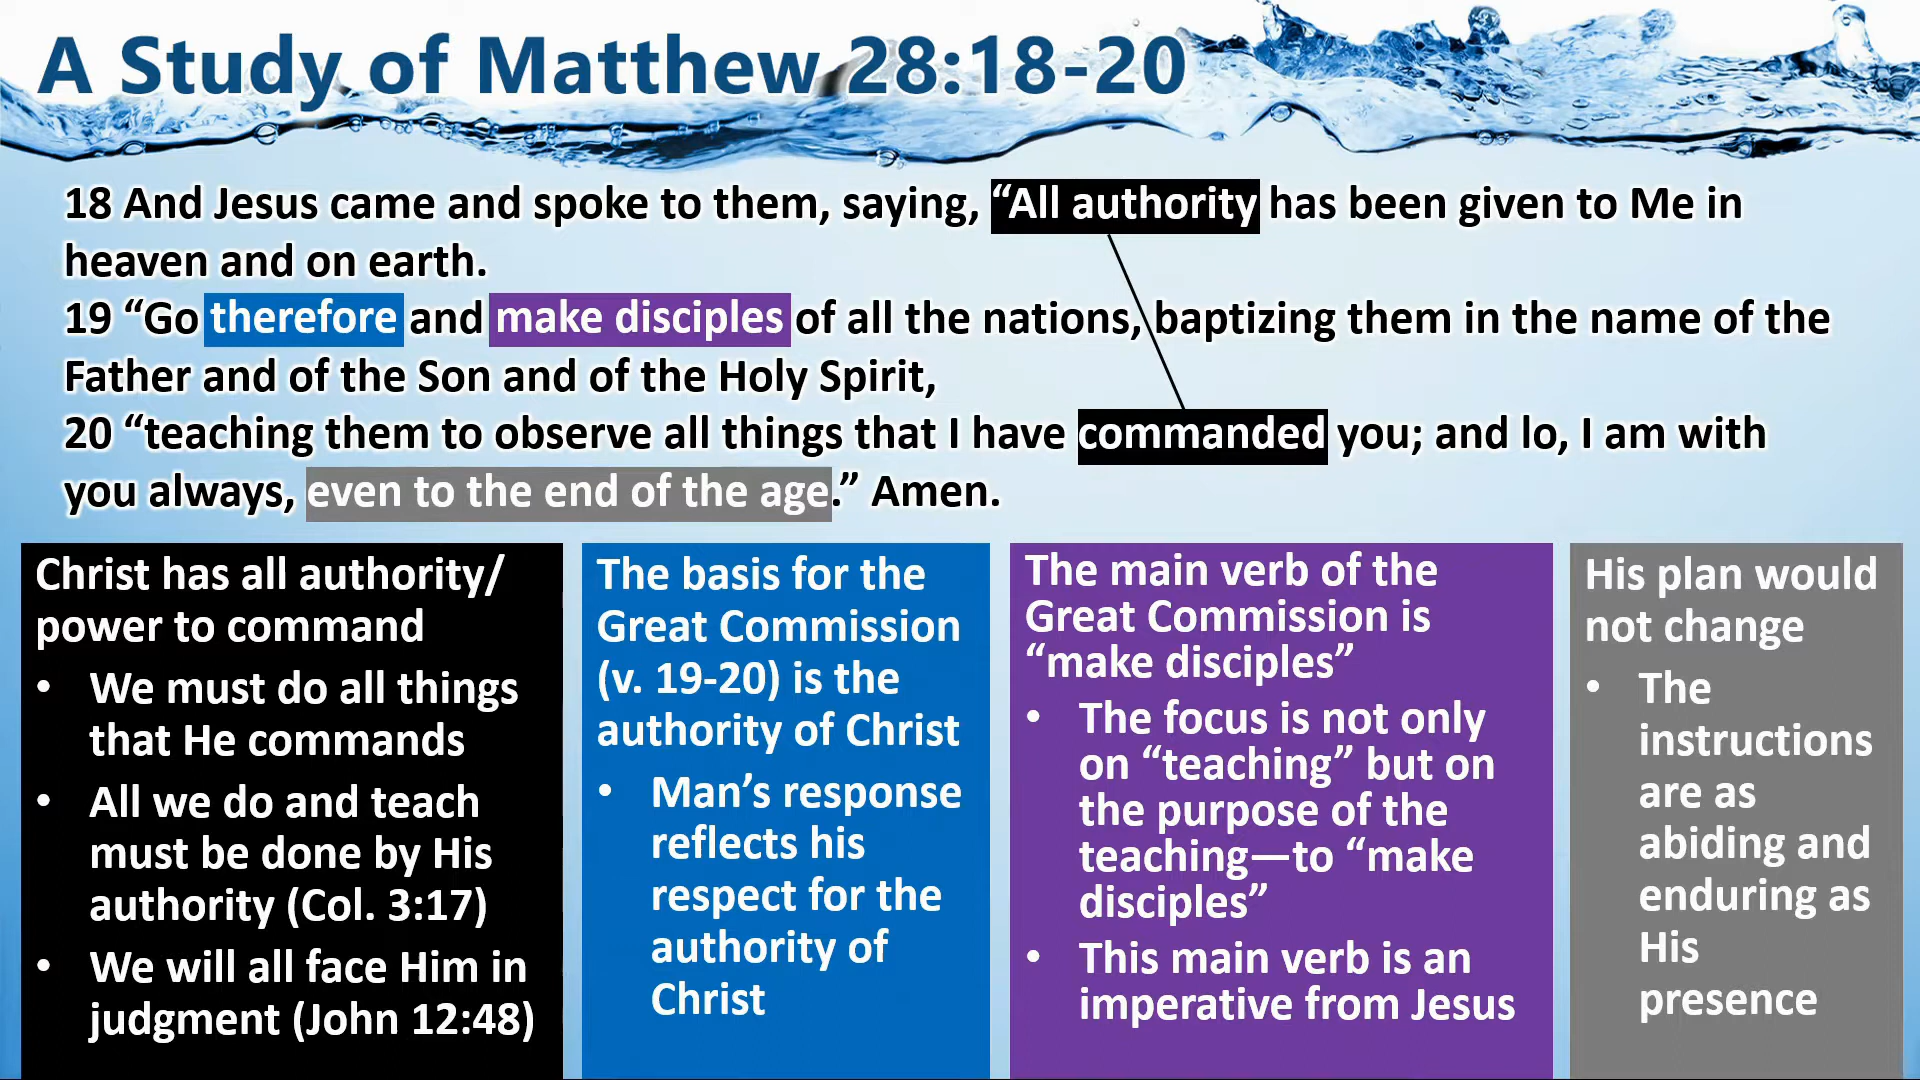 A Study of Matthew 28:18-20
18 And Jesus came and spoke to them, saying, “All authority has been given to Me in
heaven and on earth.
19 “Go therefore and make disciples of all the nations, baptizing them in the name of the
Father and of the Son and of the Holy Spirit,
20 “teaching them to observe all things that I have commanded you; and lo, I am with
you always, even to the end of the age.” Amen.
Christ has all authority/
power to command
• We must do all things
that He commands
• All we do and teach
must be done by His
authority (Col. 3:17)
• We will all face Him in
judgment (John 12:48)
The basis for the
Great Commission
(v. 19-20) is the
authority of Christ
• Man’s response
reflects his
respect for the
authority of
Christ
The main verb of the
Great Commission is
“make disciples”
• The focus is not only
on “teaching” but on
the purpose of the
teaching—to “make
disciples”
• This main verb is an
imperative from Jesus
His plan would
not change
• The
instructions
are as
abiding and
enduring as
His
presence